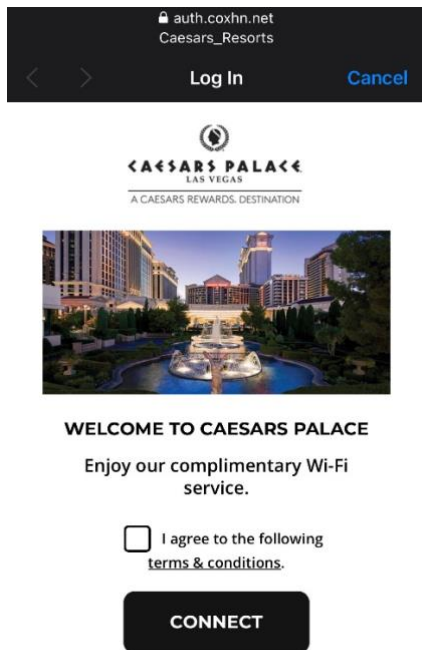 auth.coxhn.net
Caesars_Resorts
Log In Cancel
CAESARS PALACE
LAS VEGAS
A CAESARS REWARDS. DESTINATION
WELCOME TO CAESARS PALACE
Enjoy our complimentary Wi-Fi
service.
I agree to the following
terms & conditions.
CONNECT